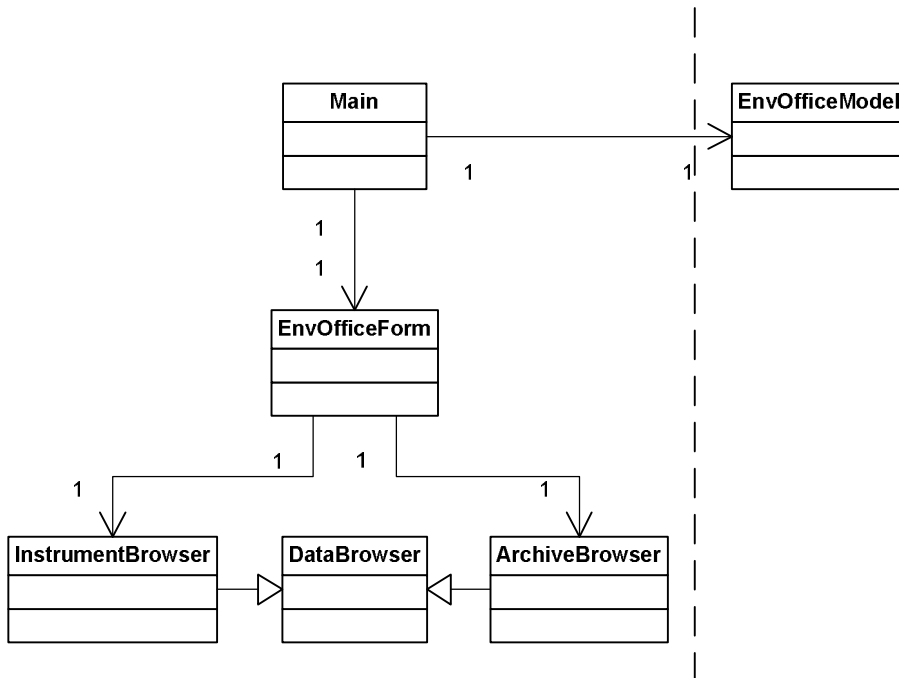 Main
EnvOfficeModel
1
1
1
1
EnvOfficeForm
1
1
1
1
InstrumentBrowser
DataBrowser
ArchiveBrowser